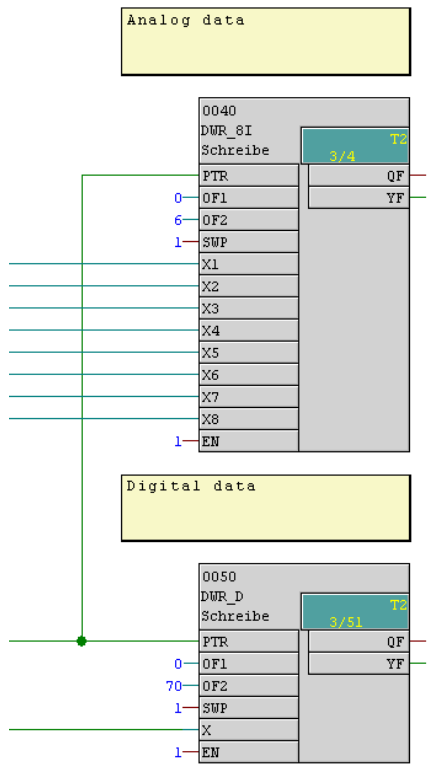 Analog data
0040
DWR_8I
Schreibe
T2
3/4
PTR QF
0 OF1 YF
6 OF2
1 SWP
X1
X2
X3
X4
X5
X6
X7
X8
1 EN
Digital data
0050
DWR_D
Schreibe
T2
3/51
PTR QF
0 OF1 YF
70 OF2
1 SWP
X
1 EN